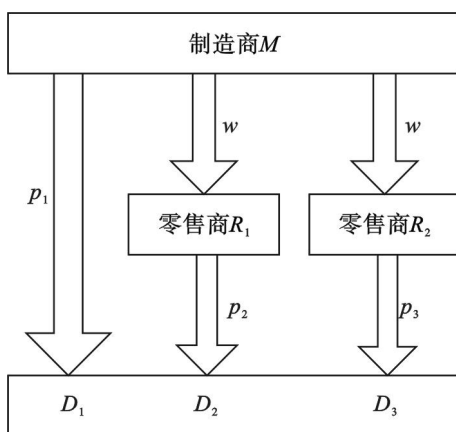 制造商M
w w
p₁
零售商R₁ 零售商R₂
p₂ p₃
D₁ D₂ D₃